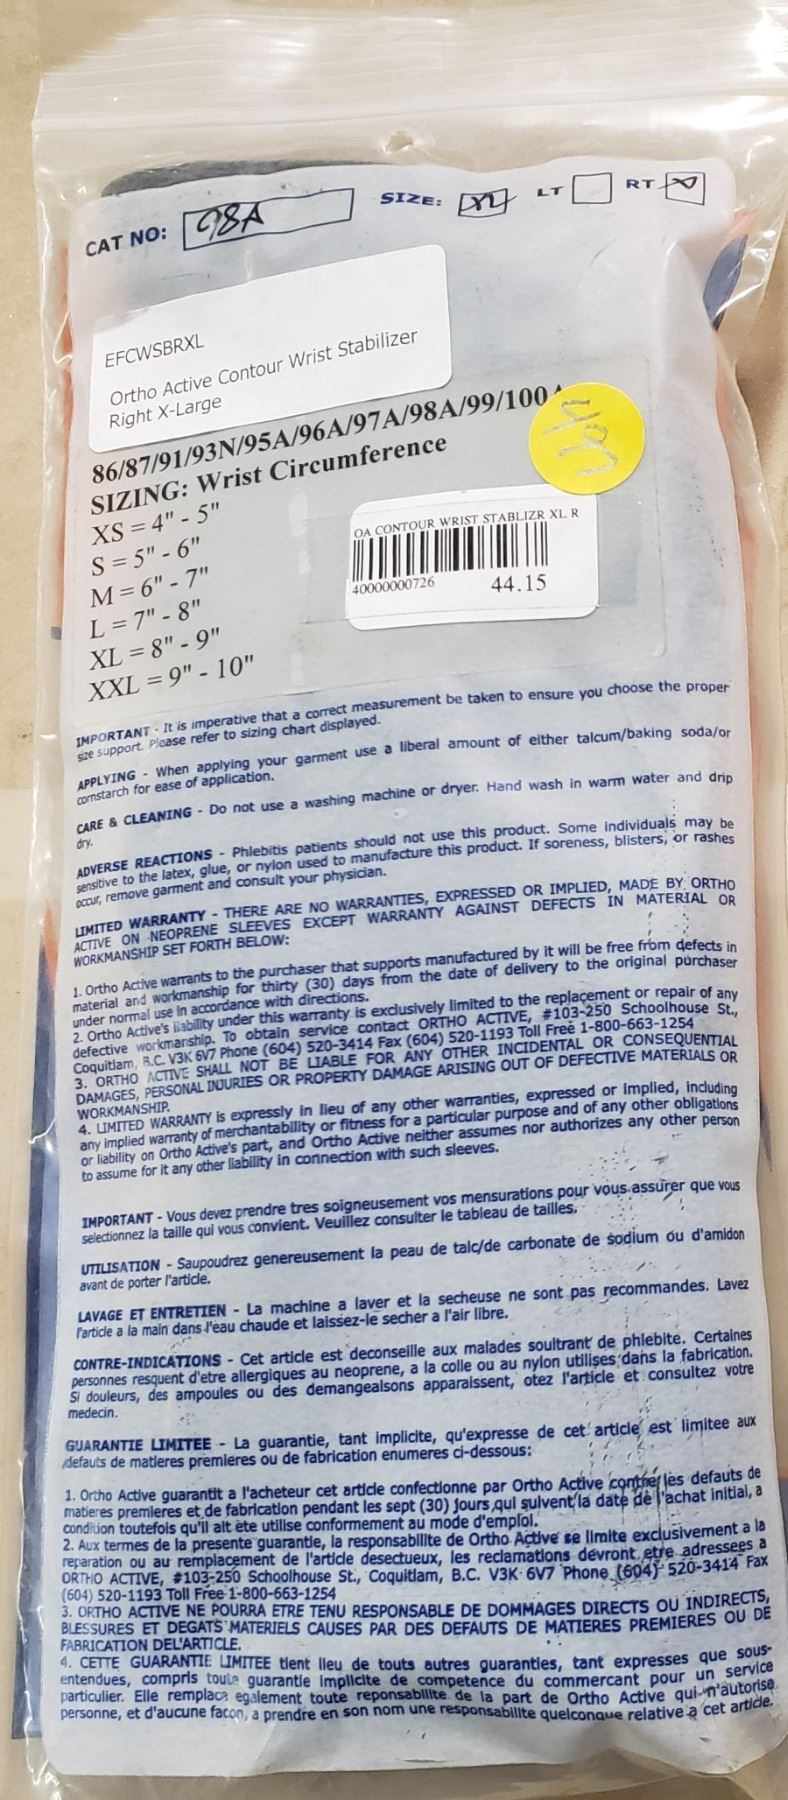 CAT NO: 98A SIZE: XL LT RT
EFCWSBRXL
Ortho Active Contour Wrist Stabilizer
Right X-Large
86/87/91/93N/95A/96A/97A/98A/99/100A
SIZING: Wrist Circumference
XS = 4" - 5"
S = 5" - 6"
M = 6" - 7"
L = 7" - 8"
XL = 8" - 9"
XXL = 9" - 10"
OA CONTOUR WRIST STABLIZR XL R
40000000726 44.15
IMPORTANT - It is imperative that a correct measurement be taken to ensure you choose the proper
size support. Please refer to sizing chart displayed.
APPLYING - When applying your garment use a liberal amount of either talcum/baking soda/or
cornstarch for ease of application.
CARE & CLEANING - Do not use a washing machine or dryer. Hand wash in warm water and drip
dry.
ADVERSE REACTIONS - Phlebitis patients should not use this product. Some individuals may be
sensitive to the latex, glue, or nylon used to manufacture this product. If soreness, blisters, or rashes
occur, remove garment and consult your physician.
LIMITED WARRANTY - THERE ARE NO WARRANTIES, EXPRESSED OR IMPLIED, MADE BY ORTHO
ACTIVE ON NEOPRENE SLEEVES EXCEPT WARRANTY AGAINST DEFECTS IN MATERIAL OR
WORKMANSHIP SET FORTH BELOW:
1. Ortho Active warrants to the purchaser that supports manufactured by it will be free from defects in
material and workmanship for thirty (30) days from the date of delivery to the original purchaser
under normal use in accordance with directions.
2. Ortho Active's liability under this warranty is exclusively limited to the replacement or repair of any
defective workmanship. To obtain service contact ORTHO ACTIVE, #103-250 Schoolhouse St.,
Coquitlam, B.C. V3K 6V7 Phone (604) 520-3414 Fax (604) 520-1193 Toll Free 1-800-663-1254
3. ORTHO ACTIVE SHALL NOT BE LIABLE FOR ANY OTHER INCIDENTAL OR CONSEQUENTIAL
DAMAGES, PERSONAL INJURIES OR PROPERTY DAMAGE ARISING OUT OF DEFECTIVE MATERIALS OR
WORKMANSHIP.
4. LIMITED WARRANTY is expressly in lieu of any other warranties, expressed or implied, including
any implied warranty of merchantability or fitness for a particular purpose and of any other obligations
or liability on Ortho Active's part, and Ortho Active neither assumes nor authorizes any other person
to assume for it any other liability in connection with such sleeves.
IMPORTANT - Vous devez prendre tres soigneusement vos mensurations pour vous assurer que vous
selectionnez la taille qui vous convient. Veuillez consulter le tableau de tailles.
UTILISATION - Saupoudrez genereusement la peau de talc/de carbonate de sodium ou d'amidon
avant de porter l'article.
LAVAGE ET ENTRETIEN - La machine a laver et la secheuse ne sont pas recommandes. Lavez
l'article a la main dans l'eau chaude et laissez-le secher a l'air libre.
CONTRE-INDICATIONS - Cet article est deconseille aux malades soultrant de phlebite. Certaines
personnes resquent d'etre allergiques au neoprene, a la colle ou au nylon utilises dans la fabrication.
Si douleurs, des ampoules ou des demangealsons apparaissent, otez l'article et consultez votre
medecin.
GUARANTIE LIMITEE - La guarantie, tant implicite, qu'expresse de cet article est limitee aux
defauts de matieres premieres ou de fabrication enumeres ci-dessous:
1. Ortho Active guarantit a l'acheteur cet article confectionne par Ortho Active contre les defauts de
matieres premieres et de fabrication pendant les sept (30) jours qui suivent la date de l'achat initial, a
condition toutefois qu'il ait ete utilise conformement au mode d'emploi.
2. Aux termes de la presente guarantie, la responsabilite de Ortho Active se limite exclusivement a la
reparation ou au remplacement de l'article desectueux, les reclamations devront etre adressees a
ORTHO ACTIVE, #103-250 Schoolhouse St., Coquitlam, B.C. V3K 6V7 Phone (604) 520-3414 Fax
(604) 520-1193 Toll Free 1-800-663-1254
3. ORTHO ACTIVE NE POURRA ETRE TENU RESPONSABLE DE DOMMAGES DIRECTS OU INDIRECTS,
BLESSURES ET DEGATS MATERIELS CAUSES PAR DES DEFAUTS DE MATIERES PREMIERES OU DE
FABRICATION DEL'ARTICLE.
4. CETTE GUARANTIE LIMITEE tient lieu de touts autres guaranties, tant expresses que sous-
entendues, compris toute guarantie implicite de competence du commercant pour un service
particulier. Elle remplaca egalement toute reponsabilite de la part de Ortho Active qui n'autorise
personne, et d'aucune facon, a prendre en son nom une responsabilite quelconque relative a cet article.